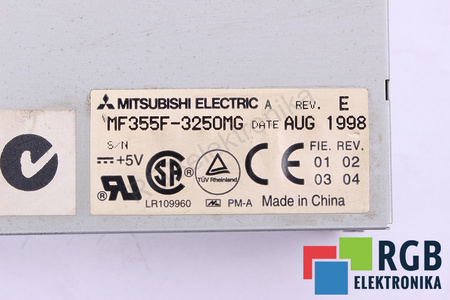 MITSUBISHI ELECTRIC A REV. E
MF355F-3250MG DATE AUG 1998
S/N
+5V
FIE. REV.
01 02
03 04
LR109960
TÜV Rheinland
PM-A
Made in China
RGB
ELEKTRONIKA